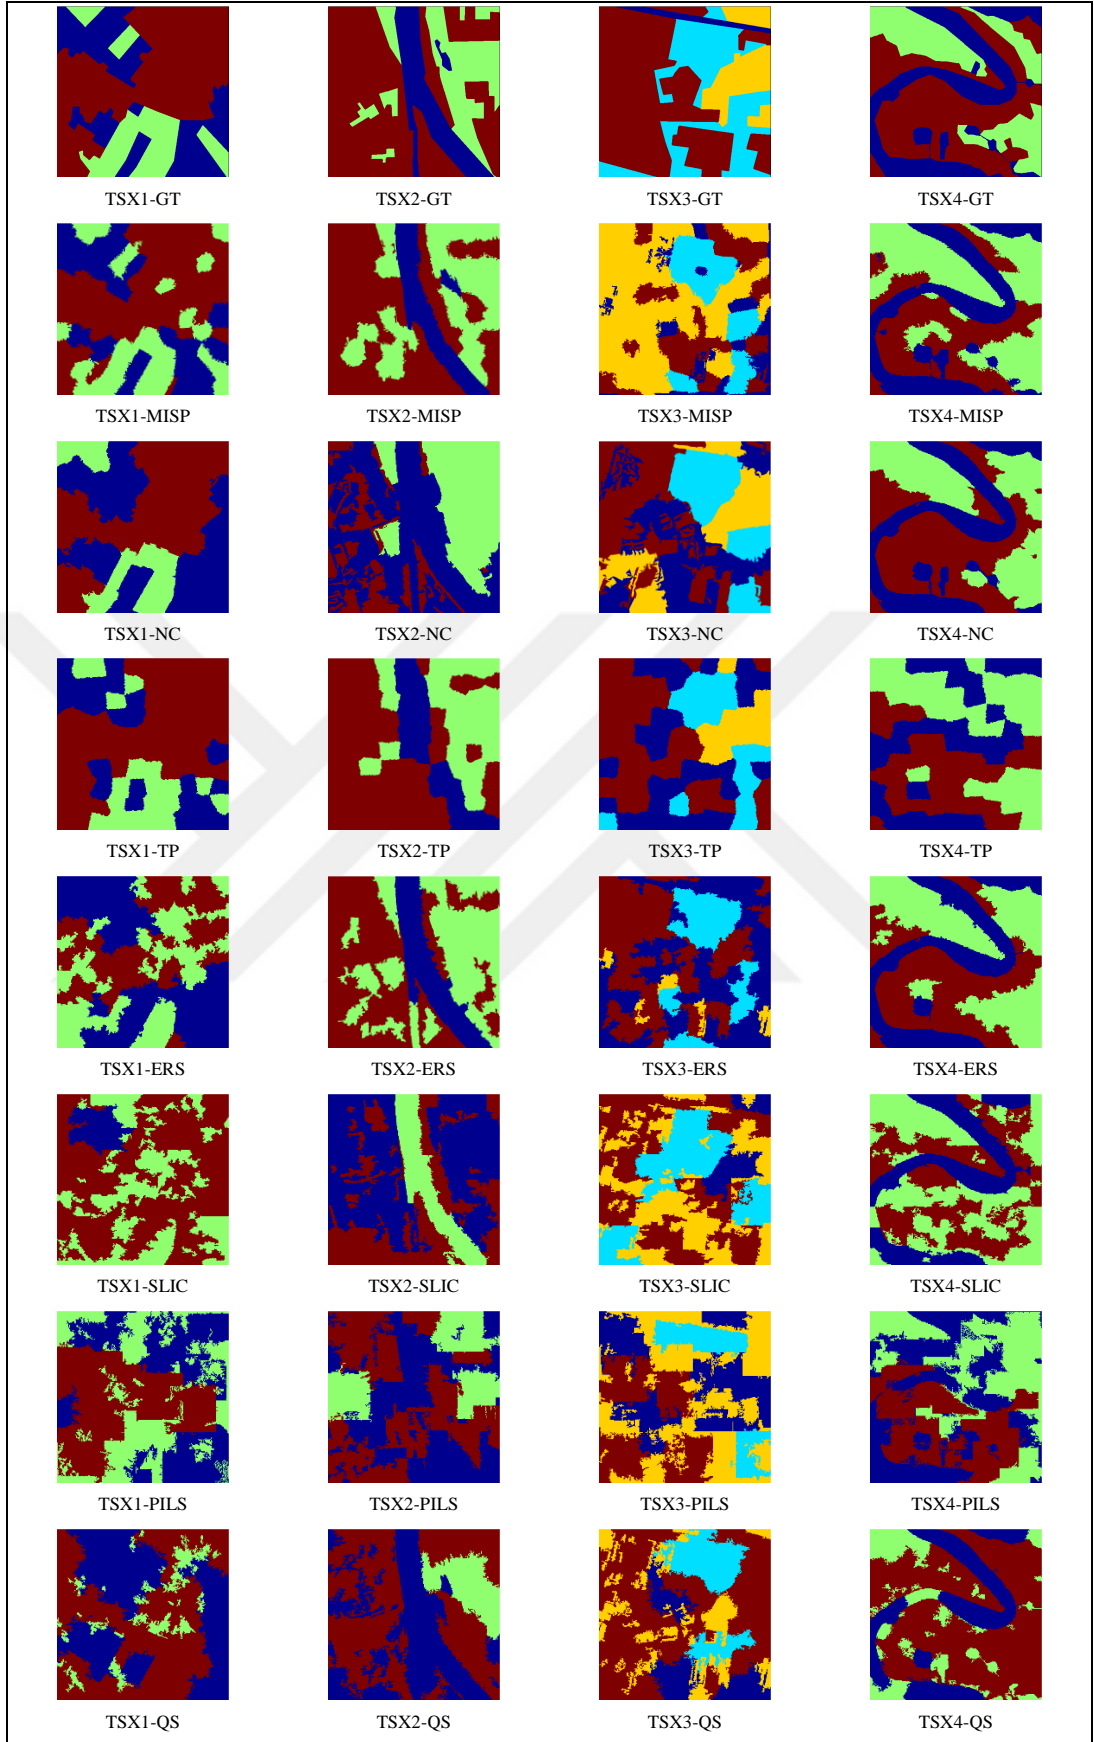 TSX1-GT TSX2-GT TSX3-GT TSX4-GT
TSX1-MISP TSX2-MISP TSX3-MISP TSX4-MISP
TSX1-NC TSX2-NC TSX3-NC TSX4-NC
TSX1-TP TSX2-TP TSX3-TP TSX4-TP
TSX1-ERS TSX2-ERS TSX3-ERS TSX4-ERS
TSX1-SLIC TSX2-SLIC TSX3-SLIC TSX4-SLIC
TSX1-PILS TSX2-PILS TSX3-PILS TSX4-PILS
TSX1-QS TSX2-QS TSX3-QS TSX4-QS